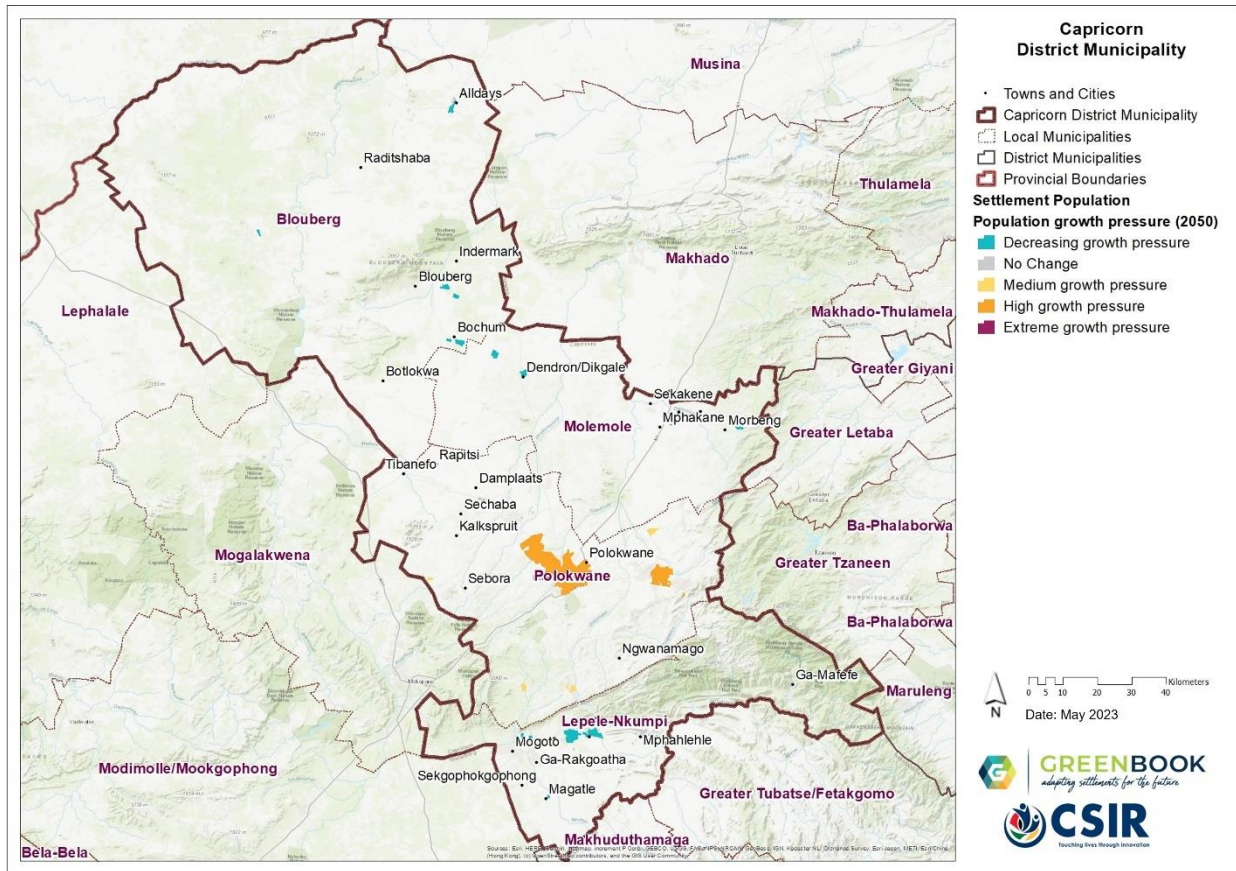 Capricorn
District Municipality
Towns and Cities
Capricorn District Municipality
Local Municipalities
District Municipalities
Provincial Boundaries
Settlement Population
Population growth pressure (2050)
Decreasing growth pressure
No Change
Medium growth pressure
High growth pressure
Extreme growth pressure
Musina
Alldays
Raditshaba
Thulamela
Blouberg
Indermark
Makhado
Blouberg
Lephalale
Makhado-Thulamela
Bochum
Greater Giyani
Botlokwa
Dendron/Dikgale
Sekakene
Mphakane
Morbeng
Molemole
Greater Letaba
Rapitsi
Tibanefo
Damplaats
Sechaba
Ba-Phalaborwa
Kalkspruit
Mogalakwena
Polokwane
Greater Tzaneen
Polokwane
Sebora
Ba-Phalaborwa
Ngwanamago
Ga-Mafefe
Maruleng
Lepele-Nkumpi
Mogoto
Mphahlehle
Ga-Rakgoatha
Modimolle/Mookgophong
Sekgophokgophong
Magatle
Greater Tubatse/Fetakgomo
Makhuduthamaga
Bela-Bela
N
0 5 10 20 30 40
Kilometers
Date: May 2023
G
GREENBOOK
adapting settlements for the future
CSIR
Touching lives through innovation